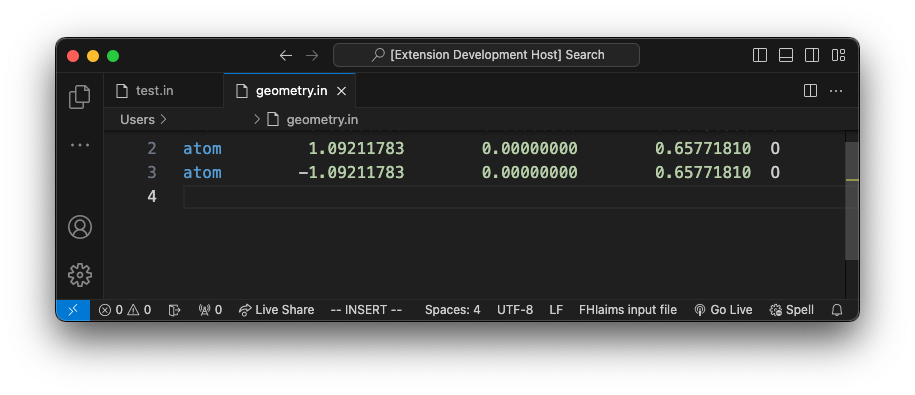 [Extension Development Host] Search
test.in
geometry.in
Users
geometry.in
2 atom 1.09211783 0.00000000 0.65771810 O
3 atom -1.09211783 0.00000000 0.65771810 O
4
0 0 0 Live Share -- INSERT -- Spaces: 4 UTF-8 LF FHIaims input file Go Live Spell